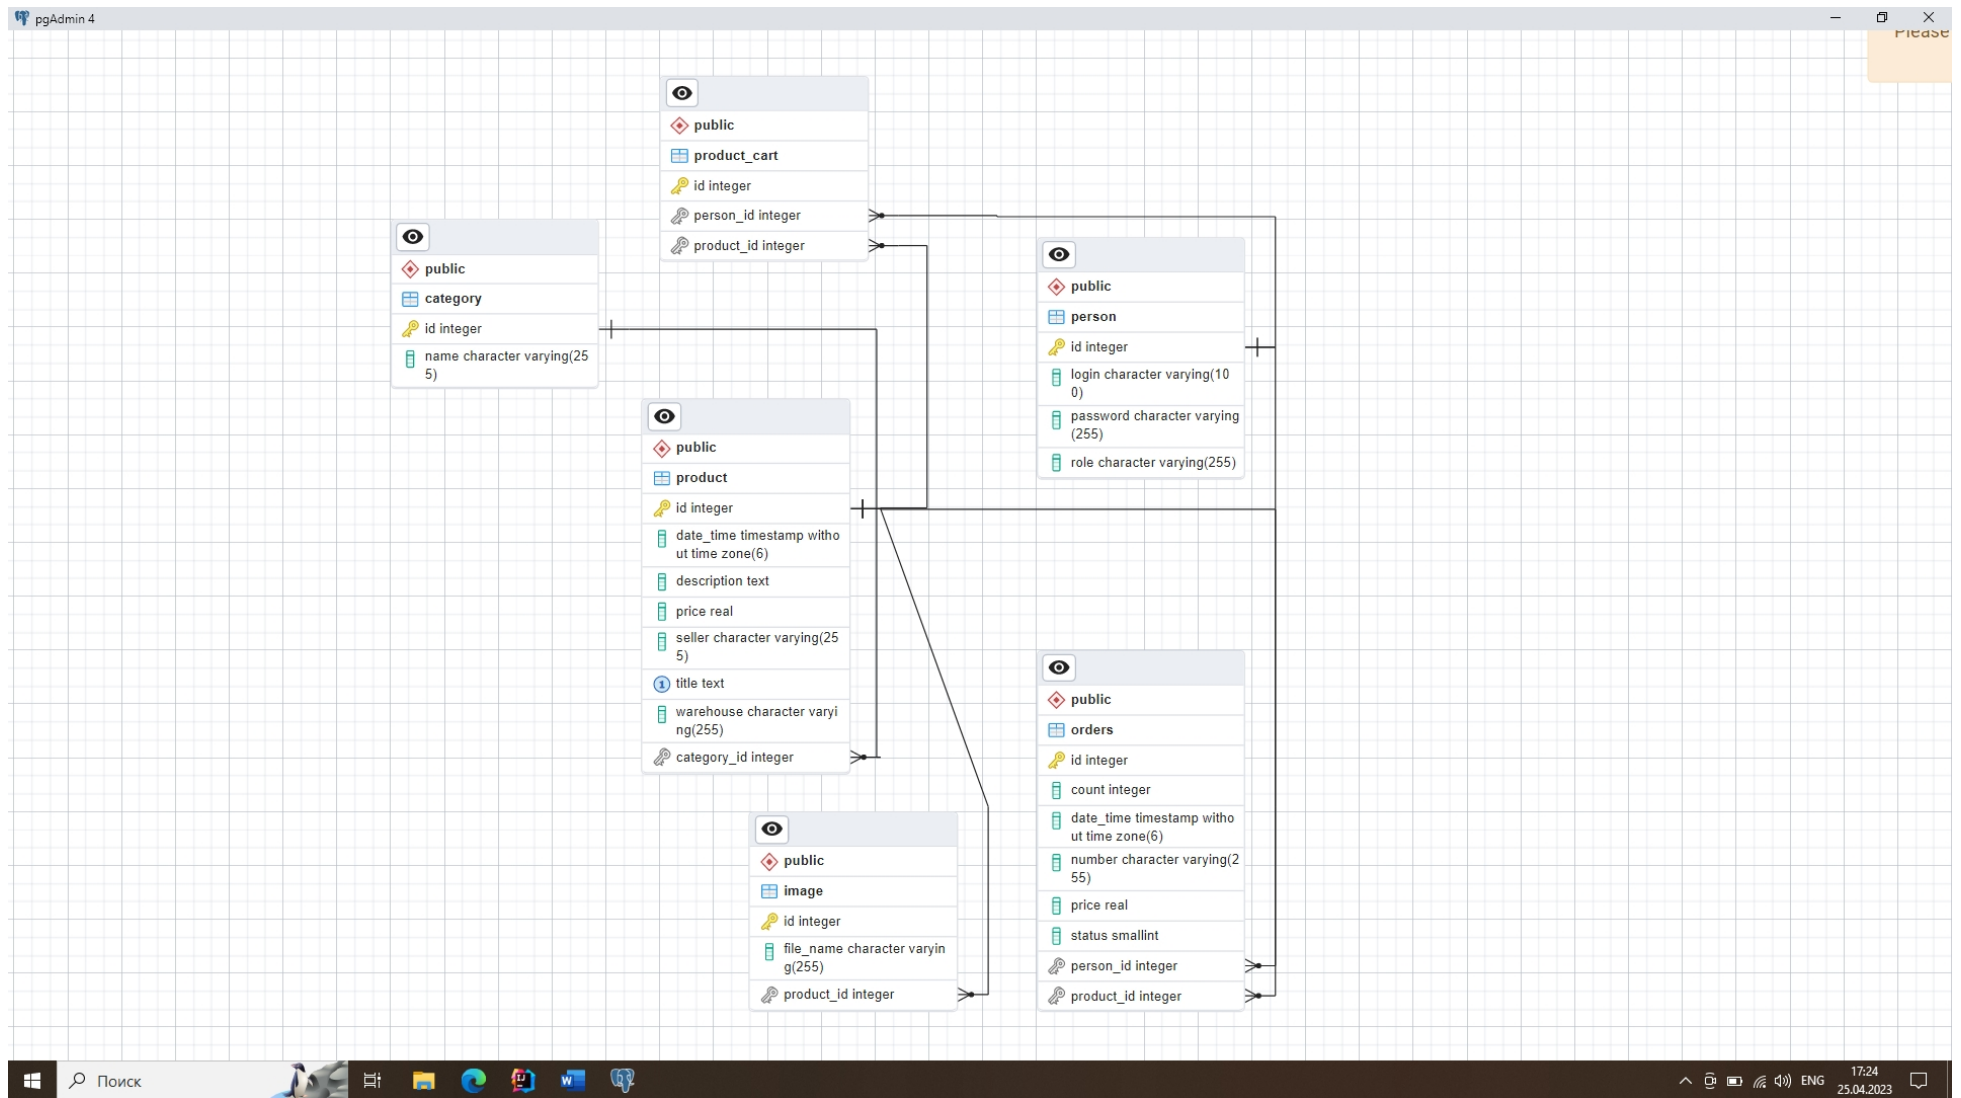 pgAdmin 4
Please
public
product_cart
id integer
person_id integer
product_id integer
public
category
id integer
name character varying(25
5)
public
person
id integer
login character varying(10
0)
password character varying
(255)
role character varying(255)
public
product
id integer
date_time timestamp witho
ut time zone(6)
description text
price real
seller character varying(25
5)
title text
warehouse character varyi
ng(255)
category_id integer
public
orders
id integer
count integer
date_time timestamp witho
ut time zone(6)
number character varying(2
55)
price real
status smallint
person_id integer
product_id integer
public
image
id integer
file_name character varyin
g(255)
product_id integer
Поиск
ENG
17:24
25.04.2023